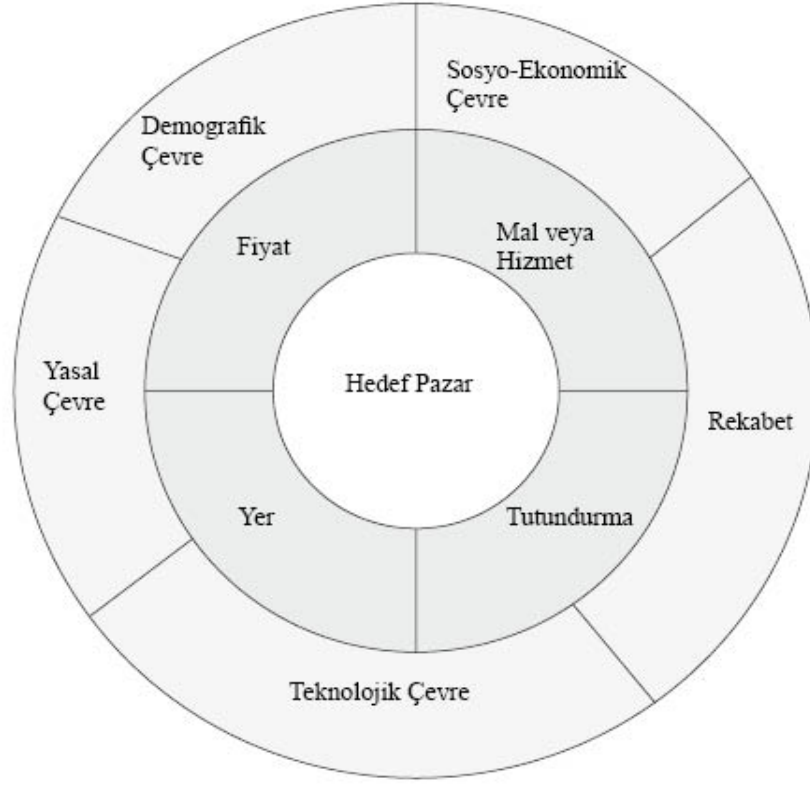 Sosyo-Ekonomik
Çevre
Demografik
Çevre
Fiyat
Mal veya
Hizmet
Yasal
Çevre
Hedef Pazar
Rekabet
Yer
Tutundurma
Teknolojik Çevre